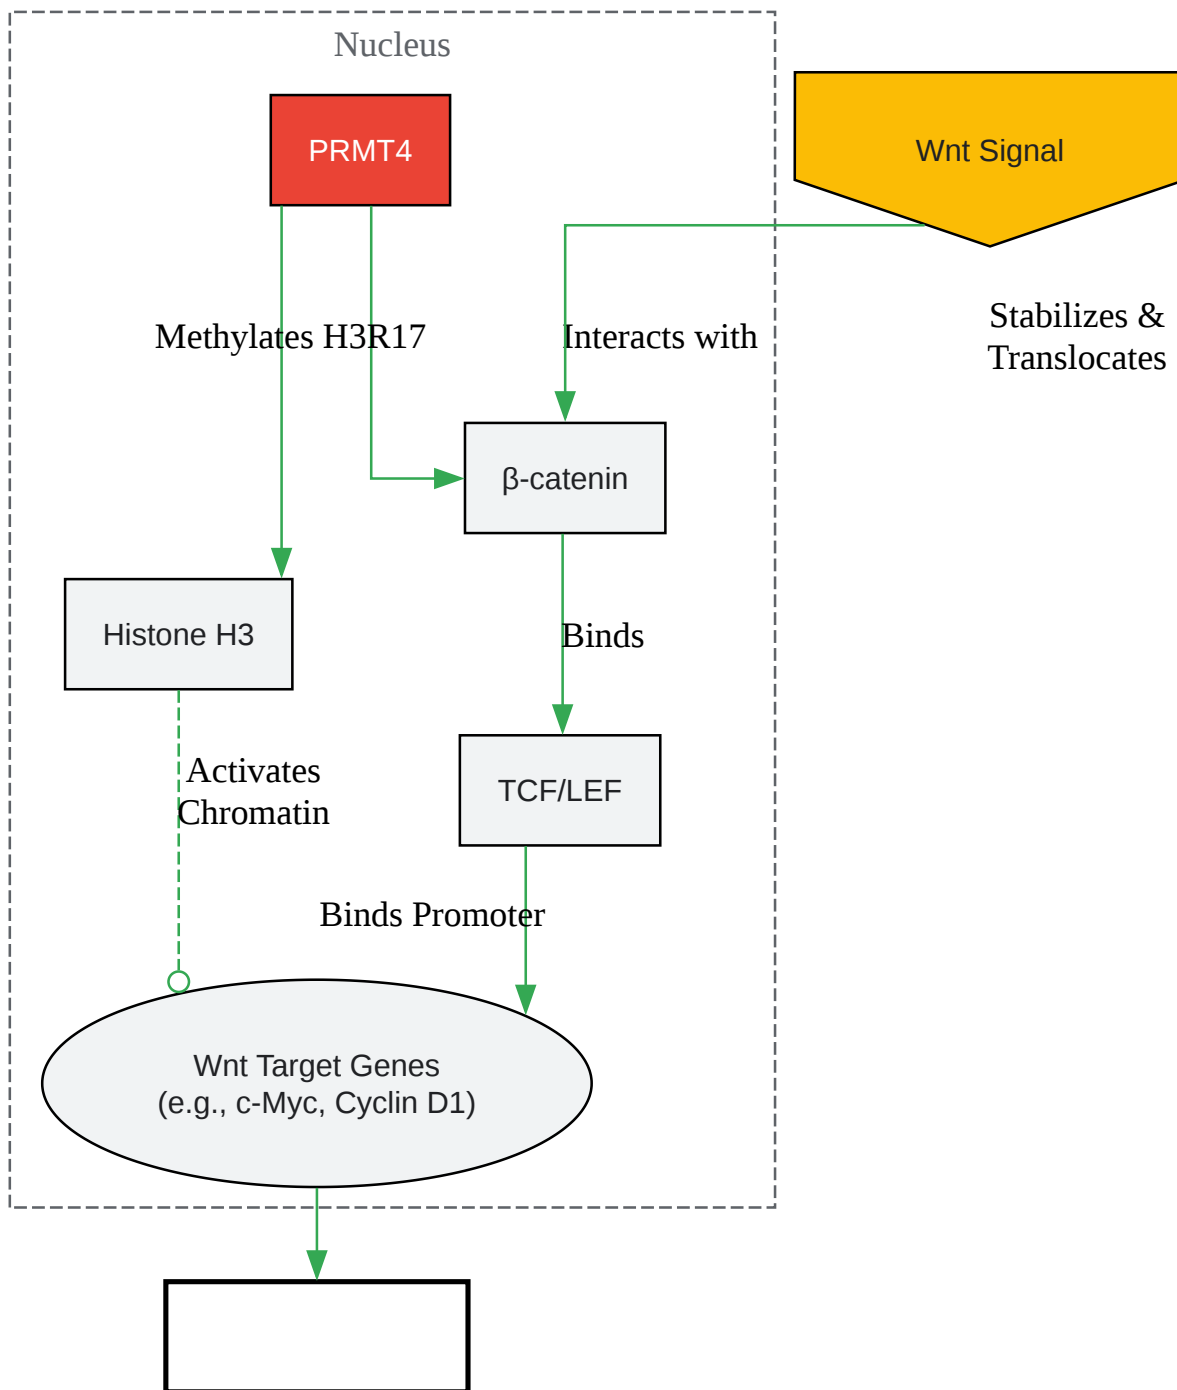 Nucleus
PRMT4
Wnt Signal
Methylates H3R17
Interacts with
Stabilizes &
Translocates
β-catenin
Histone H3
Binds
Activates
Chromatin
TCF/LEF
Binds Promoter
Wnt Target Genes
(e.g., c-Myc, Cyclin D1)